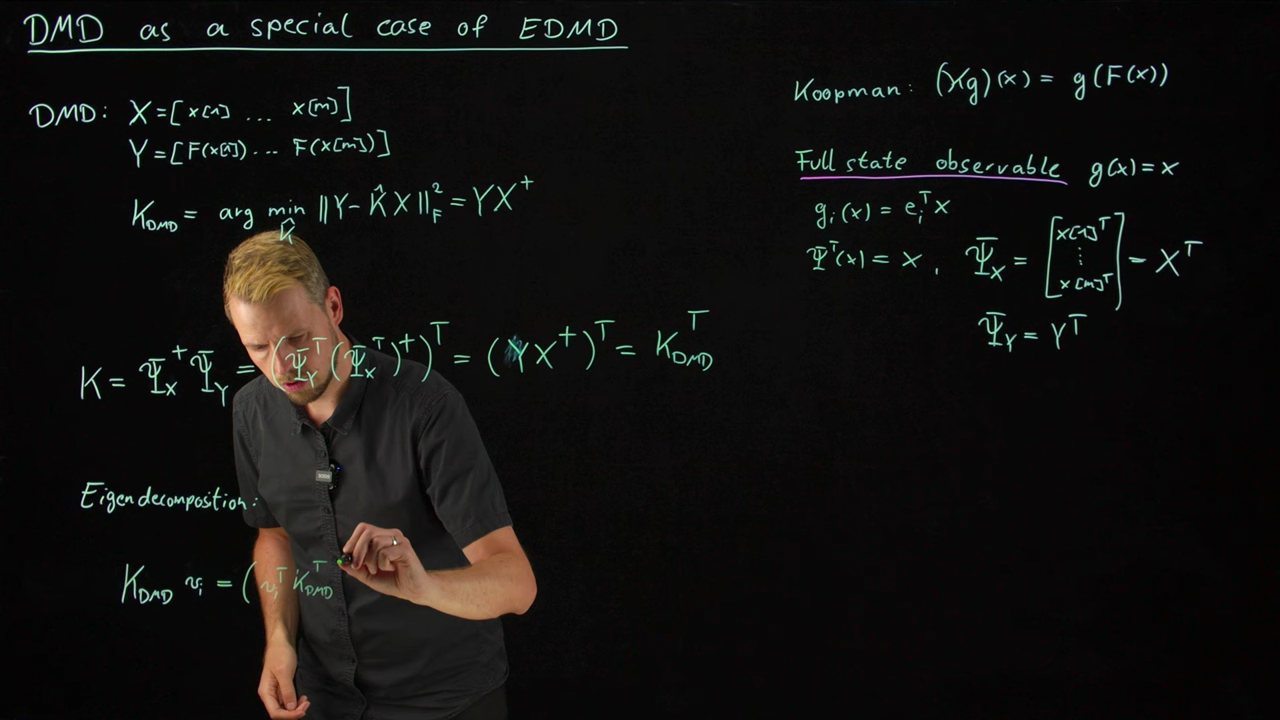 DMD as a special case of EDMD
DMD: X = [x[1] ... x[m]]
Y = [F(x[1]) ... F(x[m])]
K_DMD = arg min_K̂ ‖Y - K̂X‖_F^2 = YX^+
K = Ψ_X^+ Ψ_Y = (Ψ_Y^T (Ψ_X^T)^+)^T = (YX^+)^T = K_DMD^T
Eigendecomposition:
K_DMD v_i = (v_i^T K_DMD^T
Koopman: (𝒦g)(x) = g(F(x))
Full state observable g(x) = x
g_i(x) = e_i^T x
Ψ^T(x) = x, Ψ_X = [x[1]^T ⋮ x[m]^T] = X^T
Ψ_Y = Y^T